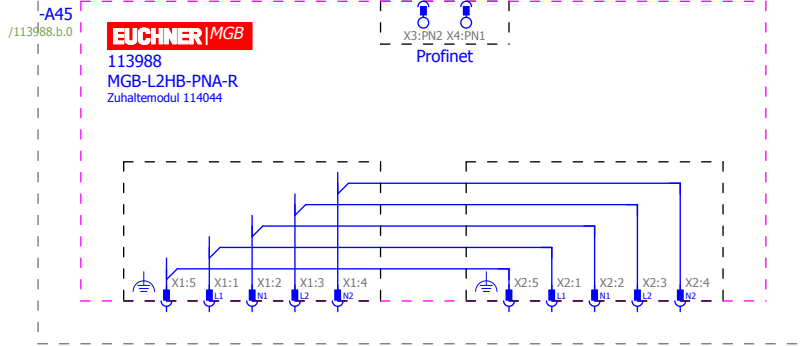 -A45
/113988.b.0
EUCHNER|MGB
113988
MGB-L2HB-PNA-R
Zuhaltemodul 114044
X3:PN2 X4:PN1
Profinet
X1:5 X1:1 X1:2 X1:3 X1:4 X2:5 X2:1 X2:2 X2:3 X2:4
L1 N1 L2 N2 L1 N1 L2 N2